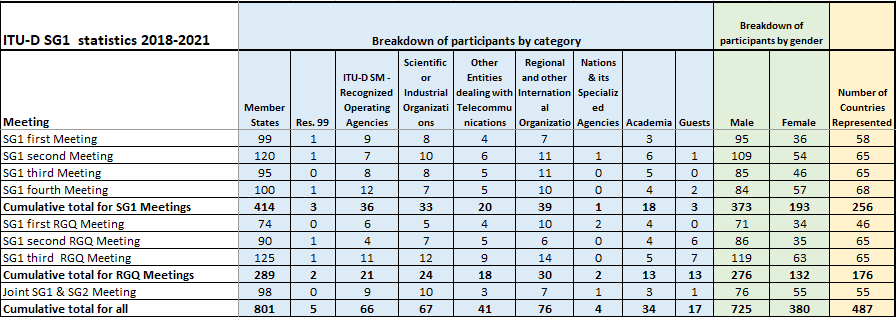 ITU-D SG1 statistics 2018-2021 Breakdown of participants by category Breakdown of participants by gender
Meeting Member States Res. 99 ITU-D SM - Recognized Operating Agencies Scientific or Industrial Organizati ons Other Entities dealing with Telecommu nications Regional and other Internation al Organizatio Nations & its Specializ ed Agencies Academia Guests Male Female Number of Countries Represented
SG1 first Meeting 99 1 9 8 4 7 3 95 36 58
SG1 second Meeting 120 1 7 10 6 11 1 6 1 109 54 65
SG1 third Meeting 95 0 8 8 5 11 0 5 0 85 46 65
SG1 fourth Meeting 100 1 12 7 5 10 0 4 2 84 57 68
Cumulative total for SG1 Meetings 414 3 36 33 20 39 1 18 3 373 193 256
SG1 first RGQ Meeting 74 0 6 5 4 10 2 4 0 71 34 46
SG1 second RGQ Meeting 90 1 4 7 5 6 0 4 6 86 35 65
SG1 third RGQ Meeting 125 1 11 12 9 14 0 5 7 119 63 65
Cumulative total for RGQ Meetings 289 2 21 24 18 30 2 13 13 276 132 176
Joint SG1 & SG2 Meeting 98 0 9 10 3 7 1 3 1 76 55 55
Cumulative total for all 801 5 66 67 41 76 4 34 17 725 380 487